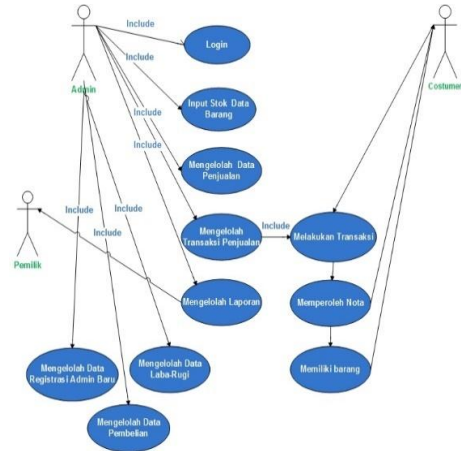 Include
Login
Admin
Costumer
Include
Input Stok Data
Barang
Include
Include
Mengelolah Data
Penjualan
Include
Mengelolah
Transaksi Penjualan
Include
Melakukan Transaksi
Include
Include
Pemilik
Mengelolah Laporan
Memperoleh Nota
Mengelolah Data
Registrasi Admin Baru
Mengelolah Data
Laba-Rugi
Memiliki barang
Mengelolah Data
Pembelian